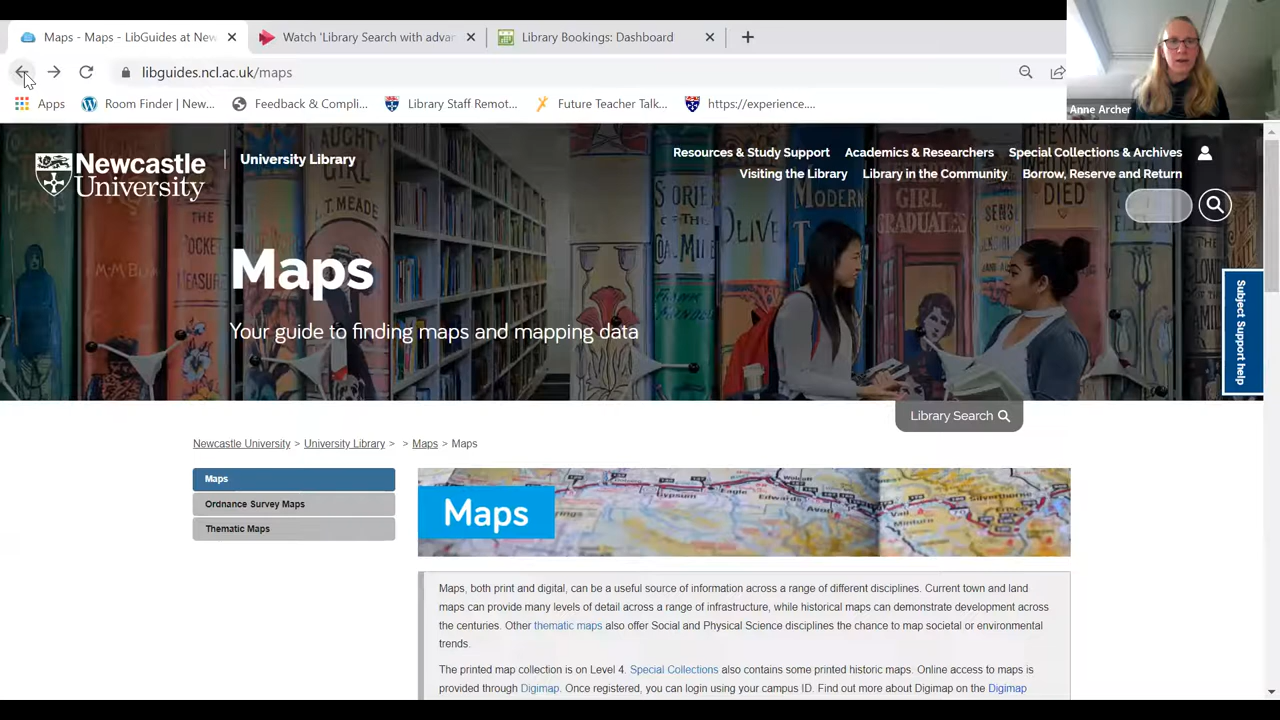 Maps - Maps - LibGuides at New
Watch 'Library Search with advan
Library Bookings: Dashboard
libguides.ncl.ac.uk/maps
Apps
Room Finder | New...
Feedback & Compli...
Library Staff Remot...
Future Teacher Talk...
https://experience....
Anne Archer
Newcastle University
University Library
Resources & Study Support
Academics & Researchers
Special Collections & Archives
Visiting the Library
Library in the Community
Borrow, Reserve and Return
Maps
Your guide to finding maps and mapping data
Subject Support help
Library Search
Newcastle University > University Library > > Maps > Maps
Maps
Ordnance Survey Maps
Thematic Maps
Maps
Maps, both print and digital, can be a useful source of information across a range of different disciplines. Current town and land
maps can provide many levels of detail across a range of infrastructure, while historical maps can demonstrate development across
the centuries. Other thematic maps also offer Social and Physical Science disciplines the chance to map societal or environmental
trends.
The printed map collection is on Level 4. Special Collections also contains some printed historic maps. Online access to maps is
provided through Digimap. Once registered, you can login using your campus ID. Find out more about Digimap on the Digimap